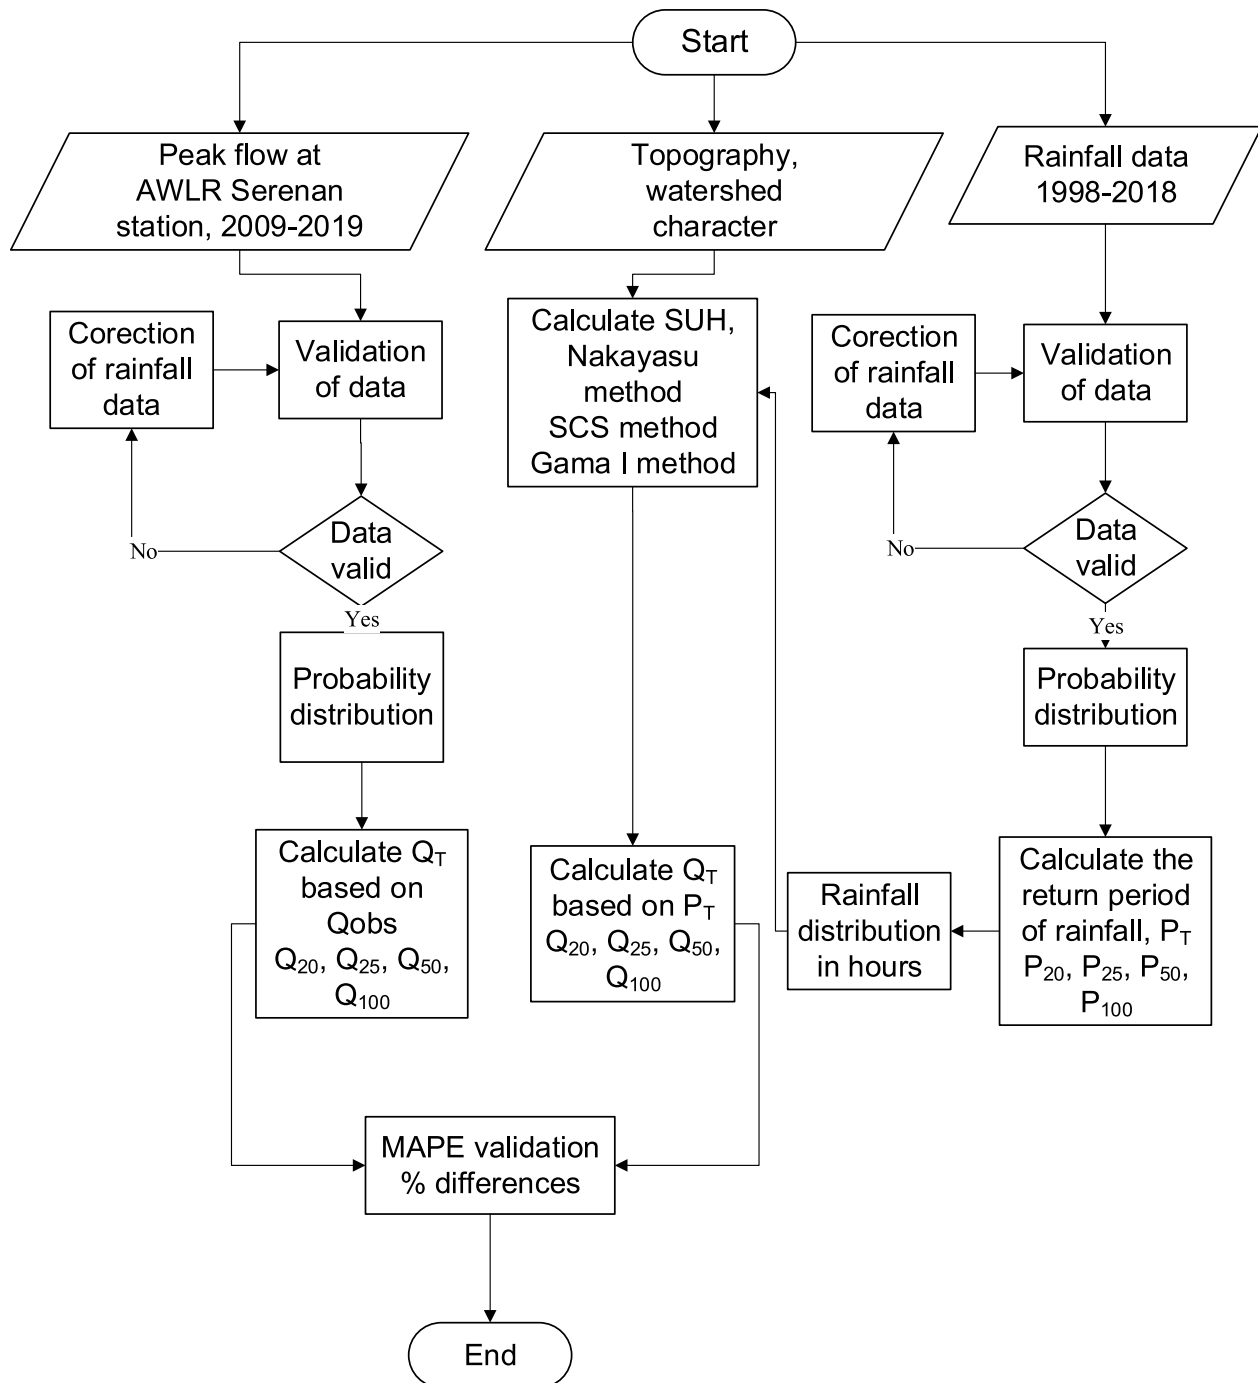 Start
Peak flow at
AWLR Serenan
station, 2009-2019
Topography,
watershed
character
Rainfall data
1998-2018
Corection
of rainfall
data
Validation
of data
Calculate SUH,
Nakayasu
method
SCS method
Gama I method
Corection
of rainfall
data
Validation
of data
Data
valid
No
Yes
Data
valid
No
Yes
Probability
distribution
Probability
distribution
Calculate Q_T
based on
Qobs
Q_20, Q_25, Q_50,
Q_100
Calculate Q_T
based on P_T
Q_20, Q_25, Q_50,
Q_100
Rainfall
distribution
in hours
Calculate the
return period
of rainfall, P_T
P_20, P_25, P_50,
P_100
MAPE validation
% differences
End